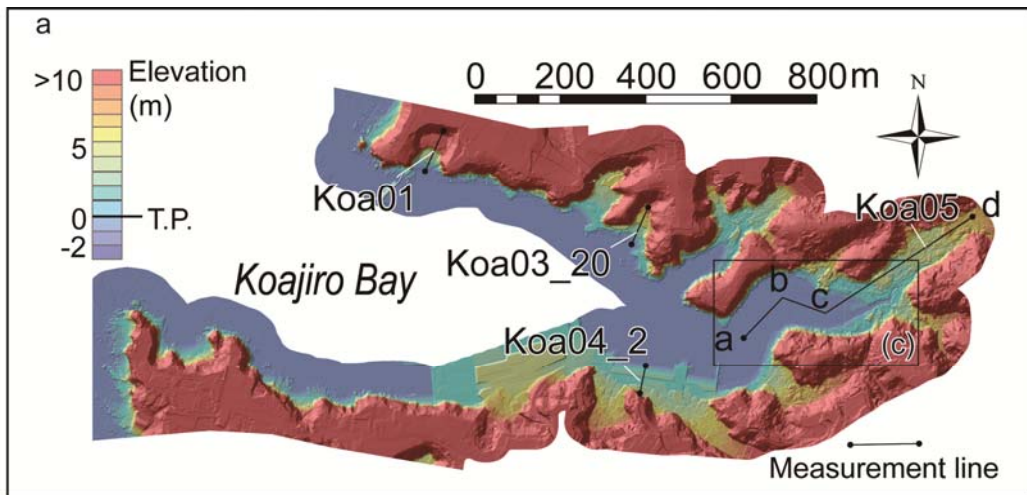 a
>10 Elevation
(m)
5
0 T.P.
-2
0 200 400 600 800m
N
Koa01
Koa05
d
Koa03_20
Koajiro Bay
b
c
Koa04_2
a
(c)
Measurement line